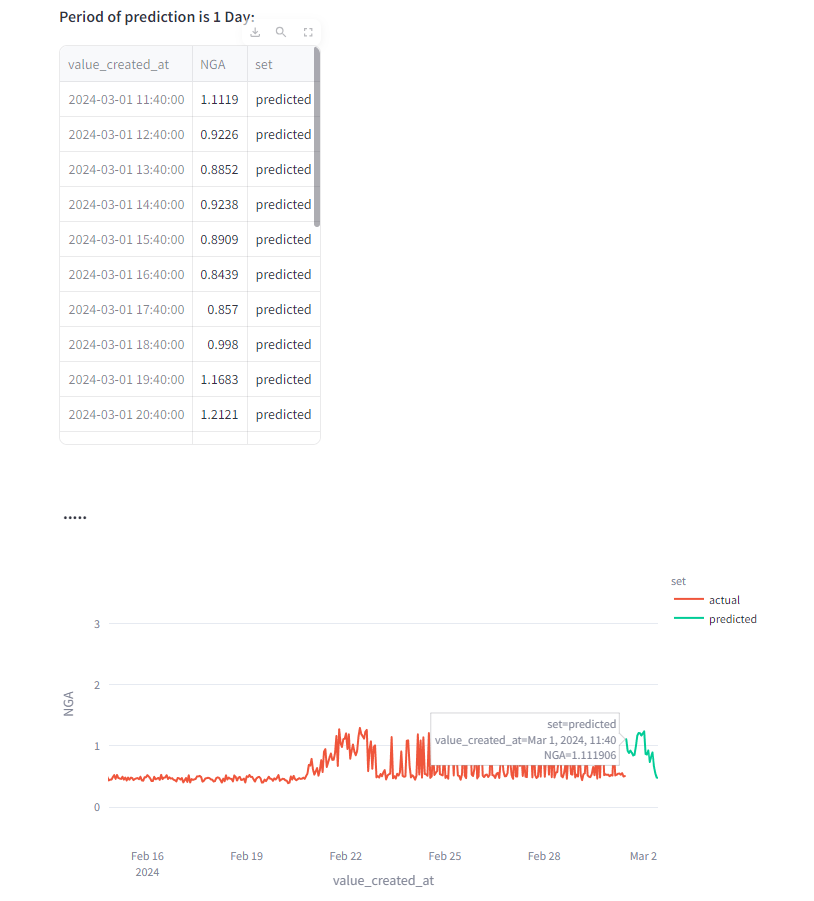 Period of prediction is 1 Day:
value_created_at NGA set
2024-03-01 11:40:00 1.1119 predicted
2024-03-01 12:40:00 0.9226 predicted
2024-03-01 13:40:00 0.8852 predicted
2024-03-01 14:40:00 0.9238 predicted
2024-03-01 15:40:00 0.8909 predicted
2024-03-01 16:40:00 0.8439 predicted
2024-03-01 17:40:00 0.857 predicted
2024-03-01 18:40:00 0.998 predicted
2024-03-01 19:40:00 1.1683 predicted
2024-03-01 20:40:00 1.2121 predicted
.....
set
actual
predicted
3
2
1
0
NGA
set=predicted
value_created_at=Mar 1, 2024, 11:40
NGA=1.111906
Feb 16 Feb 19 Feb 22 Feb 25 Feb 28 Mar 2
2024
value_created_at